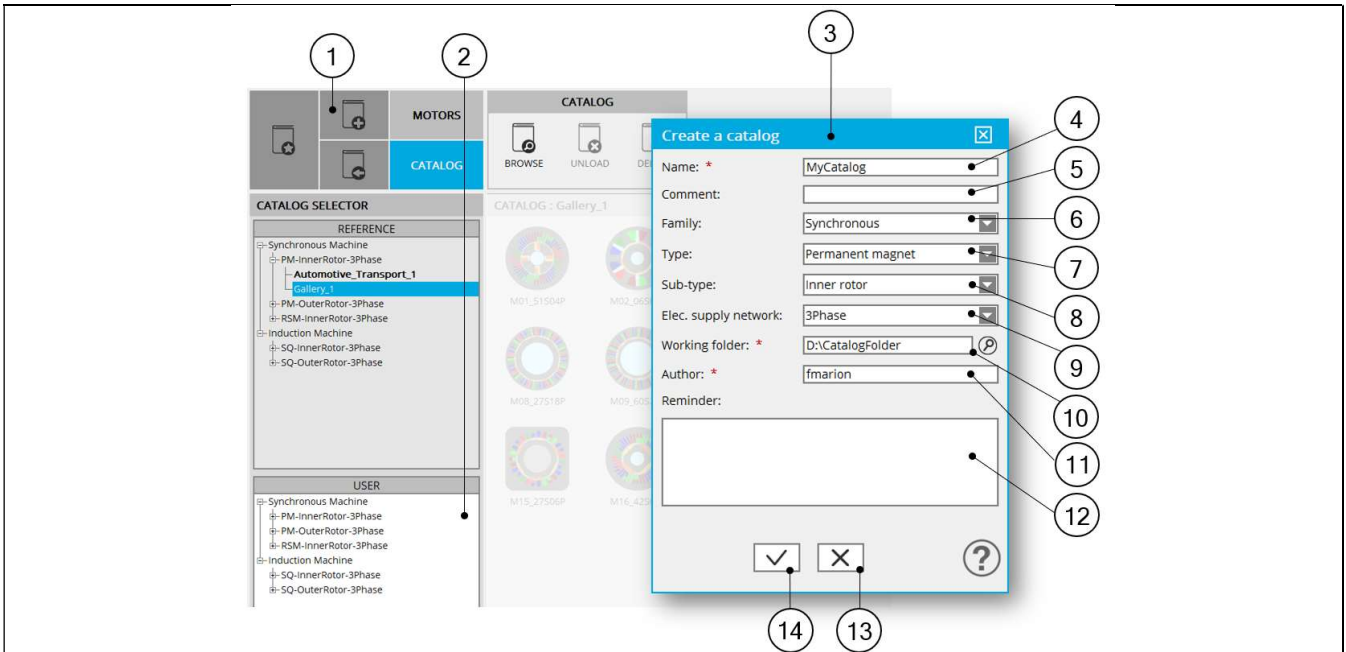 1
2
3
MOTORS
CATALOG
CATALOG
BROWSE
UNLOAD
CATALOG SELECTOR
REFERENCE
Synchronous Machine
PM-InnerRotor-3Phase
Automotive_Transport_1
Gallery_1
PM-OuterRotor-3Phase
RSM-InnerRotor-3Phase
Induction Machine
SQ-InnerRotor-3Phase
SQ-OuterRotor-3Phase
USER
Synchronous Machine
PM-InnerRotor-3Phase
PM-OuterRotor-3Phase
RSM-InnerRotor-3Phase
Induction Machine
SQ-InnerRotor-3Phase
SQ-OuterRotor-3Phase
CATALOG : Gallery_1
M01_51S04P
M08_27S18P
M15_27S06P
Create a catalog
Name: * MyCatalog
Comment:
Family: Synchronous
Type: Permanent magnet
Sub-type: Inner rotor
Elec. supply network: 3Phase
Working folder: * D:\CatalogFolder
Author: * fmarion
Reminder:
?
4
5
6
7
8
9
10
11
12
14
13